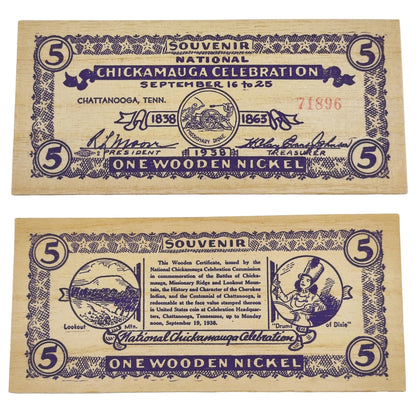 5 SOUVENIR 5
NATIONAL
CHICKAMAUGA CELEBRATION
SEPTEMBER 16 to 25
CHATTANOOGA, TENN.
71896
1838 1863
MISSIONARY RIDGE
1938
PRESIDENT TREASURER
5 ONE WOODEN NICKEL 5
5 SOUVENIR 5
This Wooden Certificate, issued by the
National Chickamauga Celebration Commission
in commemoration of the Battles of Chicka-
mauga, Missionary Ridge and Lookout Moun-
tain, the History and Character of the Cherokee
Indian, and the Centennial of Chattanooga, is
redeemable at the face value stamped thereon
in United States coin at Celebration Headquar-
ters, Chattanooga, Tennessee, up to Monday
noon, September 19, 1938.
Lookout Mtn.
"Drums of Dixie"
National Chickamauga Celebration
5 ONE WOODEN NICKEL 5